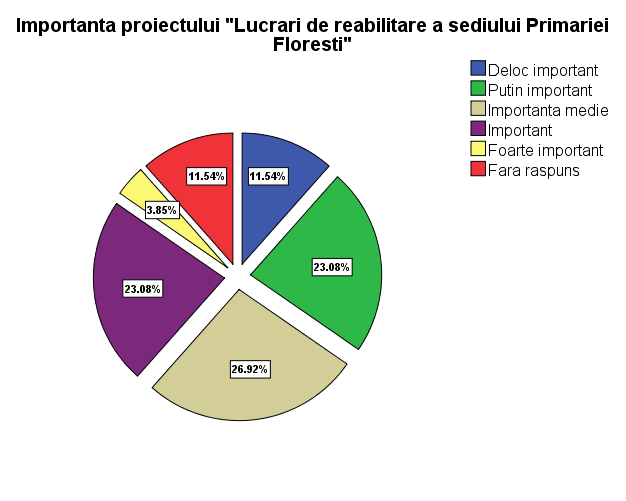 Importanta proiectului "Lucrari de reabilitare a sediului Primariei
Floresti"
Deloc important
Putin important
Importanta medie
Important
Foarte important
Fara raspuns
11.54%
11.54%
3.85%
23.08%
23.08%
26.92%